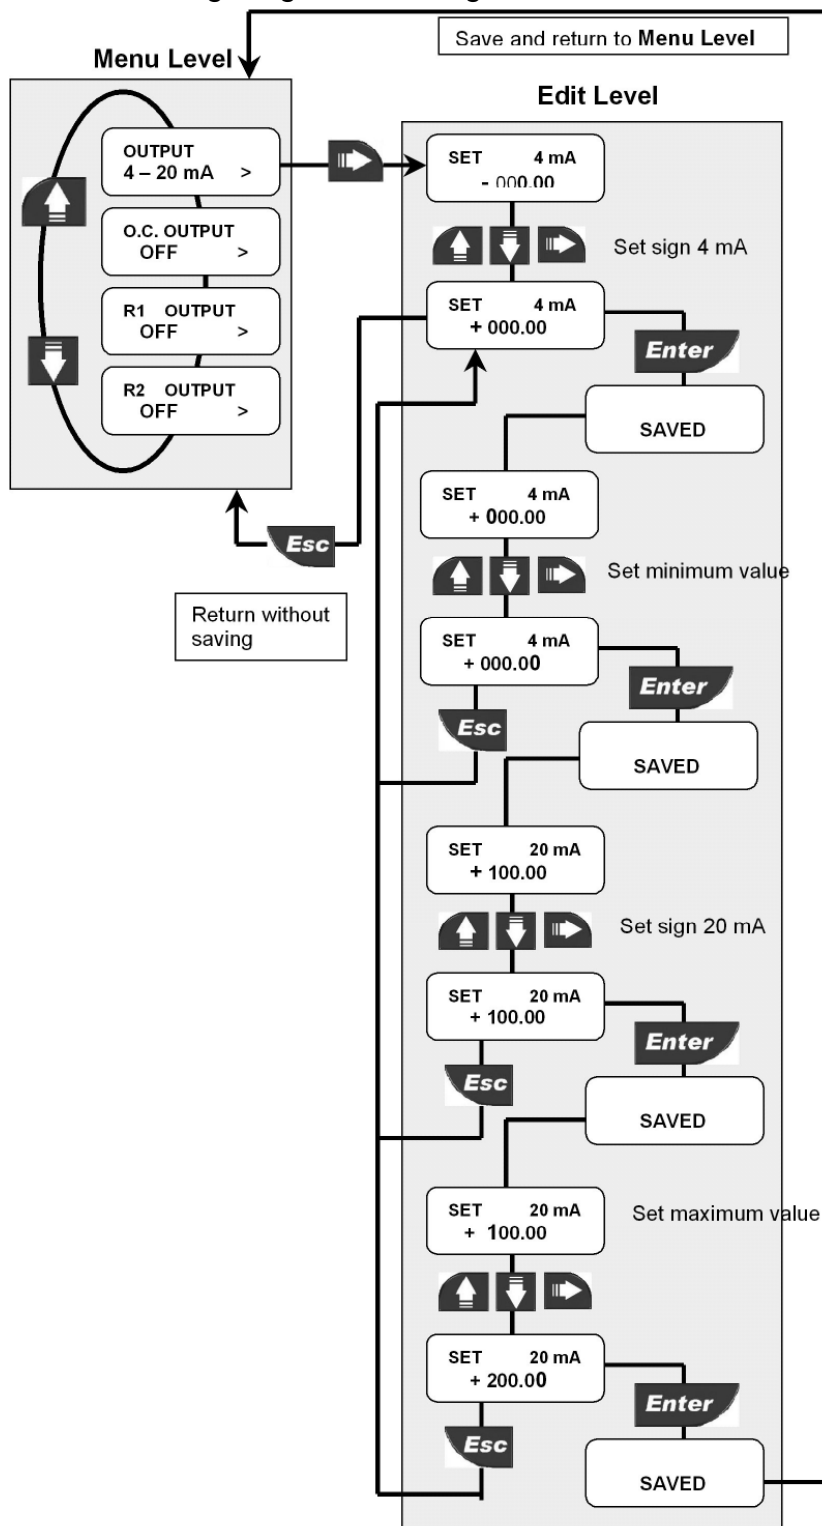 Save and return to Menu Level
Menu Level
Edit Level
OUTPUT
4 – 20 mA >
SET 4 mA
- 000.00
O.C. OUTPUT
OFF >
Set sign 4 mA
R1 OUTPUT
OFF >
SET 4 mA
+ 000.00
Enter
R2 OUTPUT
OFF >
SAVED
SET 4 mA
+ 000.00
Esc
Set minimum value
Return without
saving
SET 4 mA
+ 000.00
Enter
Esc
SAVED
SET 20 mA
+ 100.00
Set sign 20 mA
SET 20 mA
+ 100.00
Enter
Esc
SAVED
SET 20 mA
+ 100.00
Set maximum value
SET 20 mA
+ 200.00
Enter
Esc
SAVED